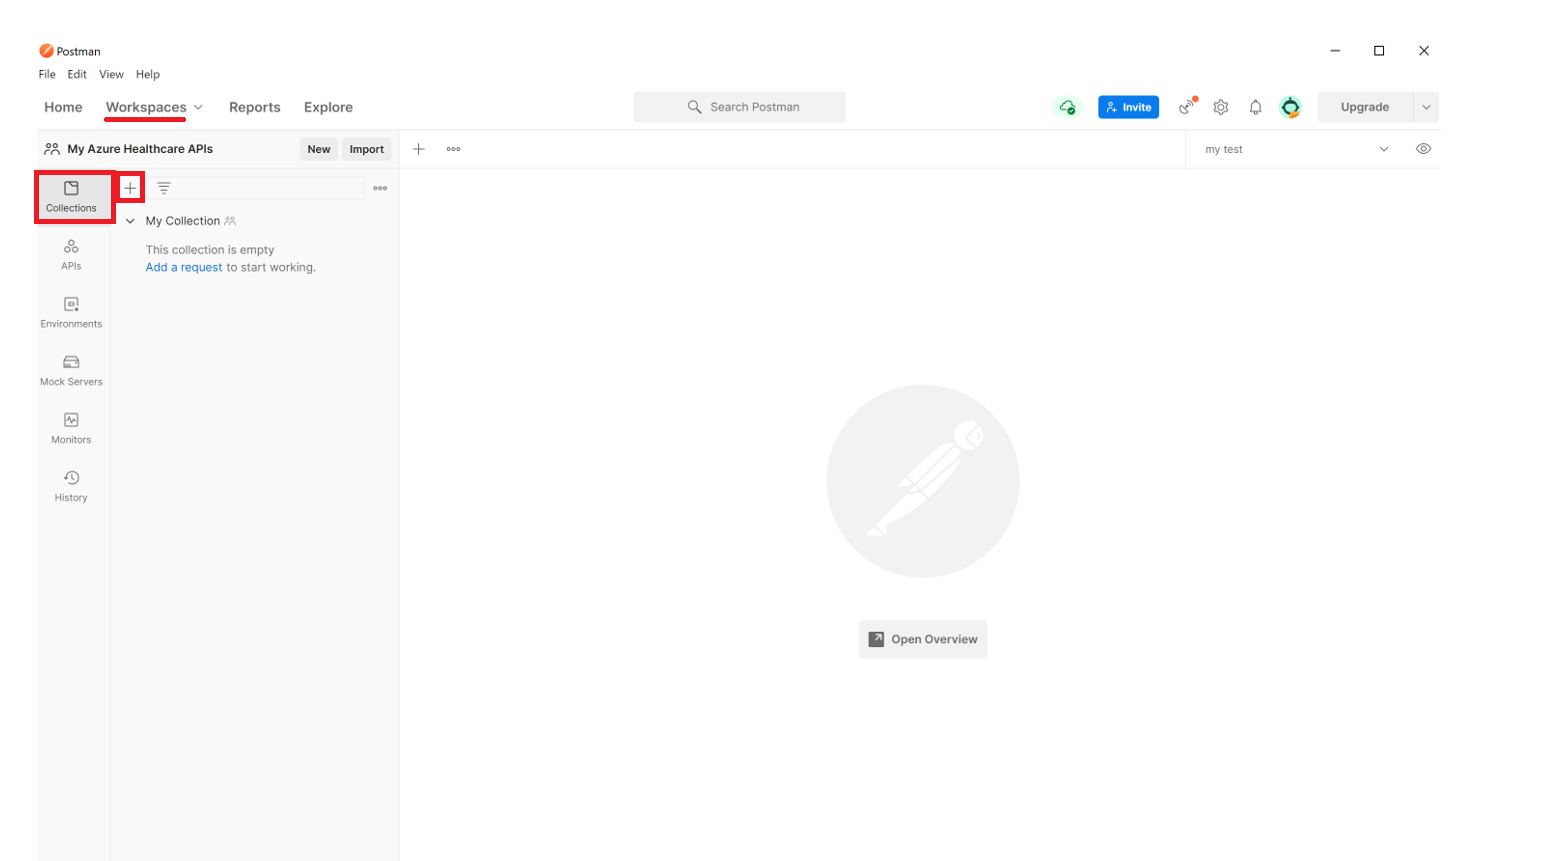 Postman
File Edit View Help
Home Workspaces Reports Explore
Search Postman
Invite
Upgrade
My Azure Healthcare APIs
New
Import
my test
Collections
My Collection
This collection is empty
Add a request to start working.
APIs
Environments
Mock Servers
Monitors
History
Open Overview